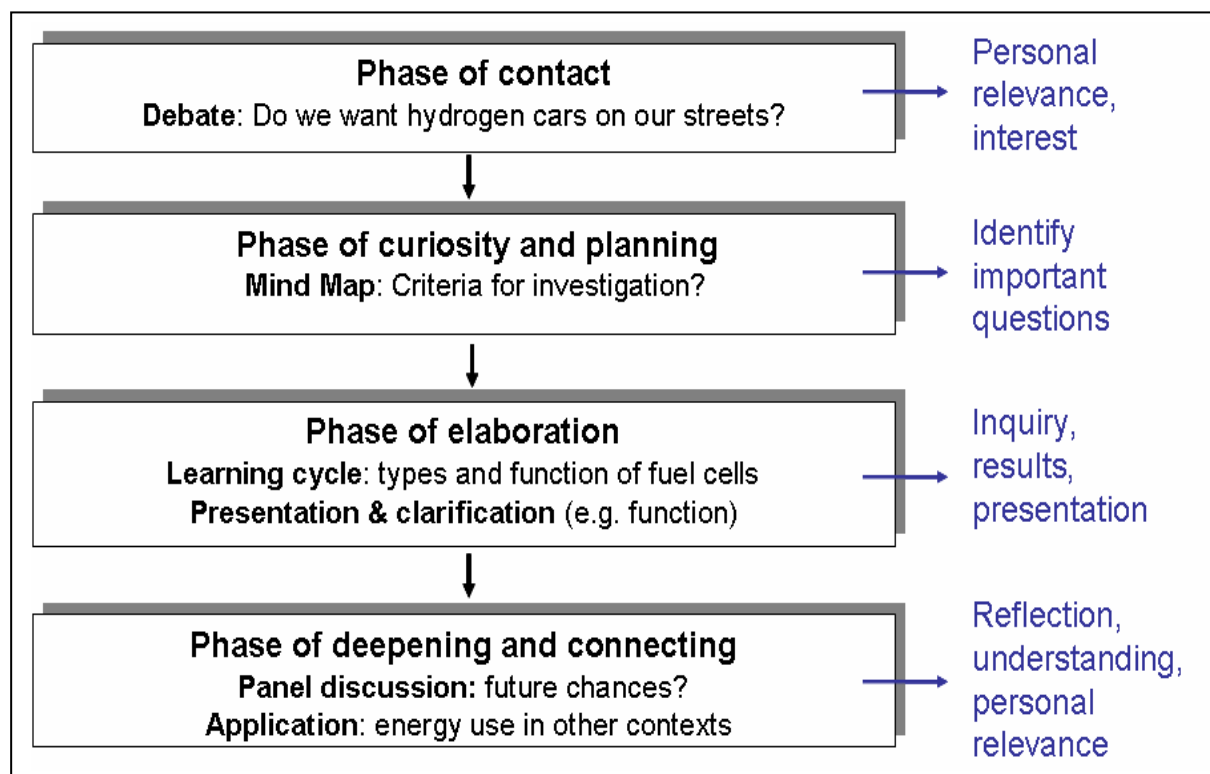 Phase of contact
Debate: Do we want hydrogen cars on our streets?
Personal
relevance,
interest
Phase of curiosity and planning
Mind Map: Criteria for investigation?
Identify
important
questions
Phase of elaboration
Learning cycle: types and function of fuel cells
Presentation & clarification (e.g. function)
Inquiry,
results,
presentation
Phase of deepening and connecting
Panel discussion: future chances?
Application: energy use in other contexts
Reflection,
understanding,
personal
relevance